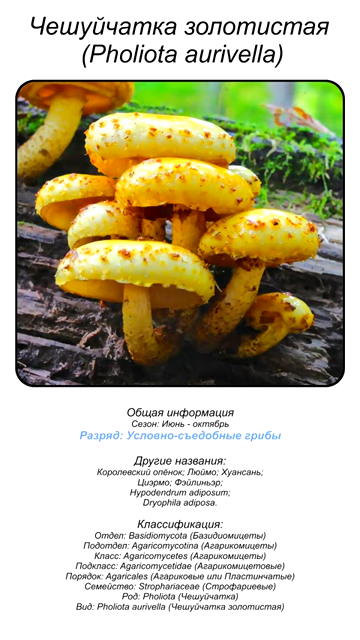 Чешуйчатка золотистая
(Pholiota aurivella)
Общая информация
Сезон: Июнь - октябрь
Разряд: Условно-съедобные грибы
Другие названия:
Королевский опёнок; Люймо; Хуансань;
Циэрмо; Фэйлиньэр;
Hypodendrum adiposum;
Dryophila adiposa.
Классификация:
Отдел: Basidiomycota (Базидиомицеты)
Подотдел: Agaricomycotina (Агарикомицеты)
Класс: Agaricomycetes (Агарикомицеты)
Подкласс: Agaricomycetidae (Агарикомицетовые)
Порядок: Agaricales (Агариковые или Пластинчатые)
Семейство: Strophariaceae (Строфариевые)
Род: Pholiota (Чешуйчатка)
Вид: Pholiota aurivella (Чешуйчатка золотистая)